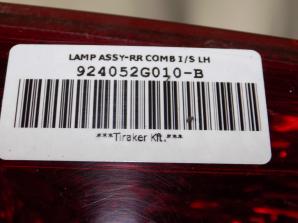 LAMP ASSY-RR COMB I/S LH
924052G010-B
***Tiraker Kft.***